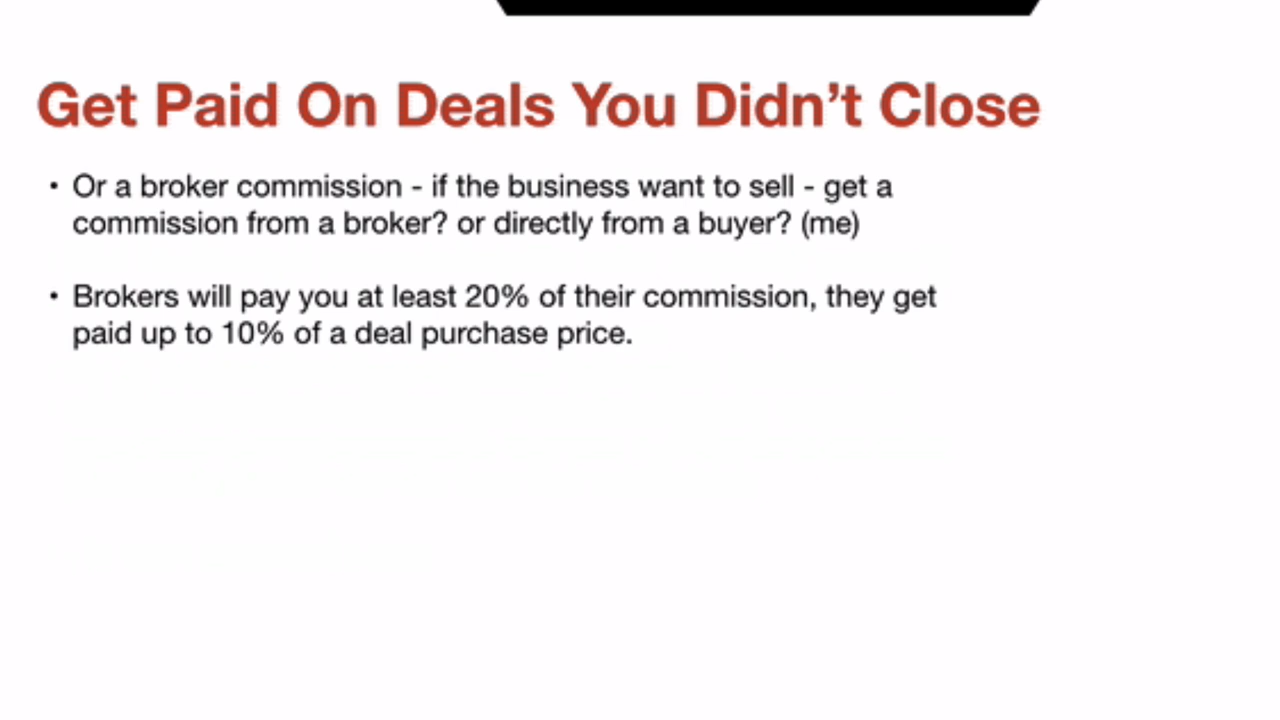 Get Paid On Deals You Didn’t Close
• Or a broker commission - if the business want to sell - get a
commission from a broker? or directly from a buyer? (me)
• Brokers will pay you at least 20% of their commission, they get
paid up to 10% of a deal purchase price.